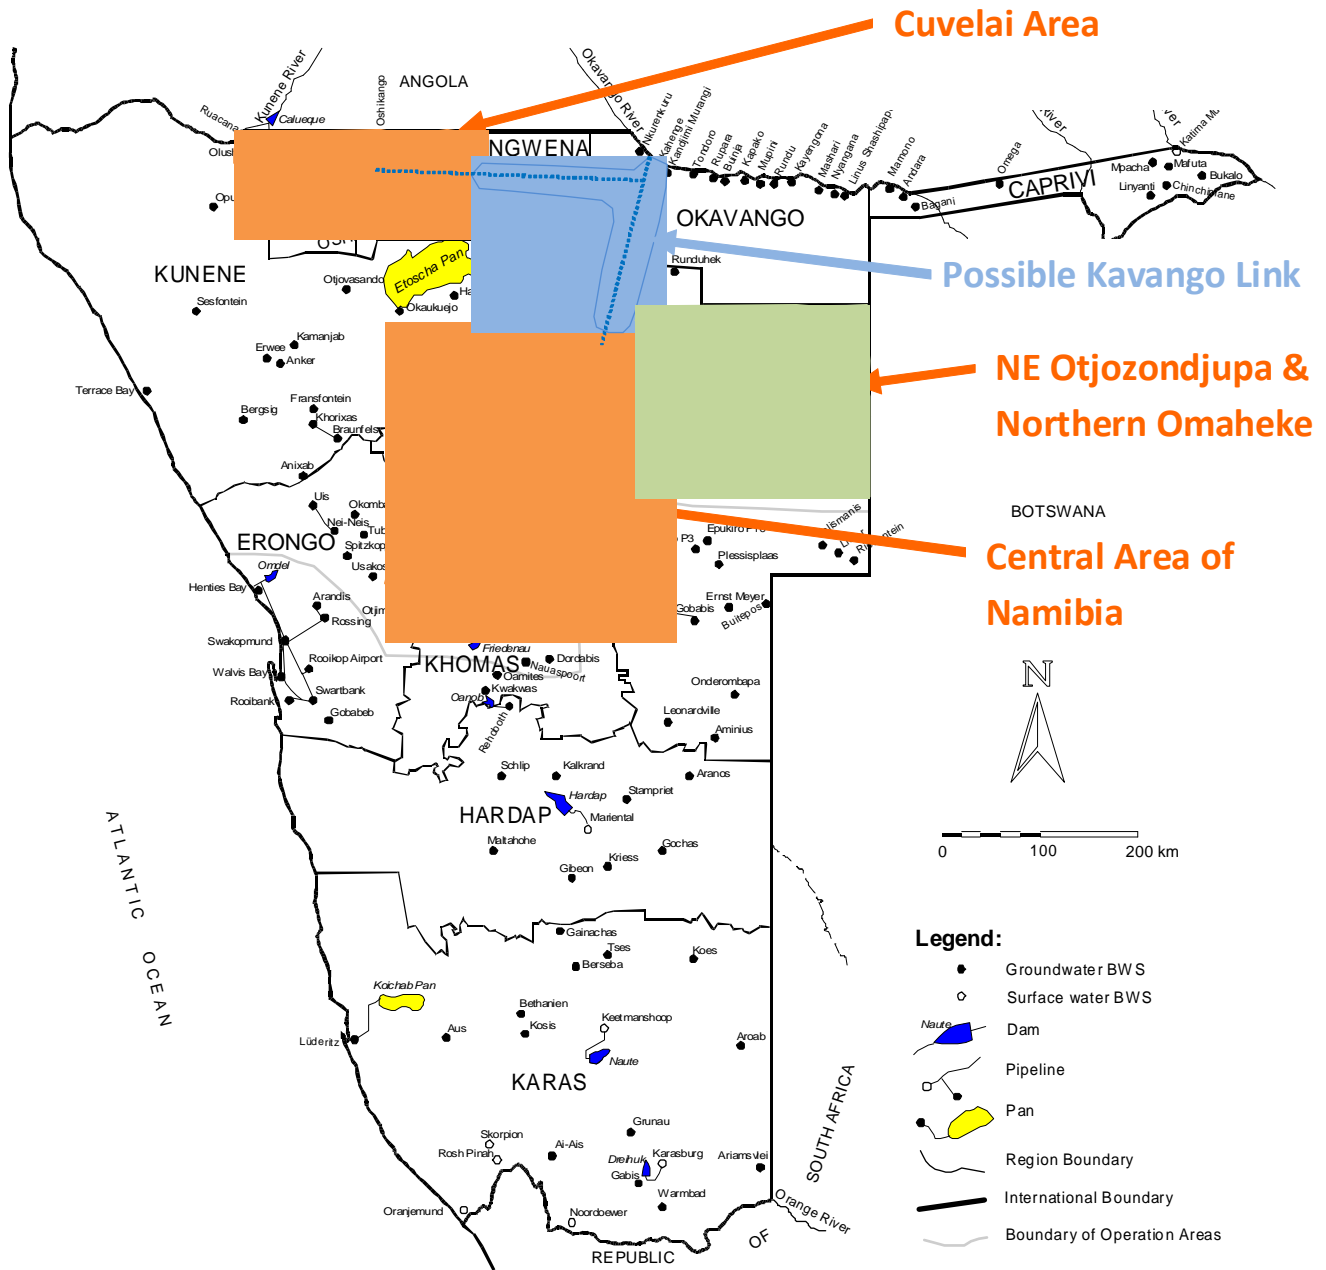 Cuvelai Area
ANGOLA
Kunene River
Ruacana
Calueque
Oshikango
Okavango River
Nkurenkuru
Kahenge
Kandjimi Murangi
Tondoro
Rupara
Bunja
Kapako
Mupini
Rundu
Kayengona
Mashari
Nyangana
Linus Shashipapi
Mamono
Andara
Bagani
Omega
CAPRIVI
River
Mpacha
Mafuta
Bukalo
Linyanti
Chinchimane
NGWENA
OKAVANGO
KUNENE
Otjovasando
Etoscha Pan
Okaukuejo
Runduhek
Possible Kavango Link
Sesfontein
Kamanjab
Erwee
Anker
NE Otjozondjupa &
Northern Omaheke
Terrace Bay
Bergsig
Fransfontein
Khorixas
Braunfels
Anixab
Uis
Nei-Neis
Spitzkop
Usakos
ERONGO
Omdel
Henties Bay
Arandis
Rossing
Swakopmund
Rooikop Airport
Walvis Bay
Swartbank
Rooibank
Gobabeb
BOTSWANA
P3
Epukiro
Plessisplaas
Ernst Meyer
Buitepos
Gobabis
Central Area of
Namibia
Friedenau
KHOMAS
Nauaspoort
Dordabis
Oamites
Kwakwas
Oanob
Rehoboth
Onderombapa
Leonardville
Aminius
N
Schlip
Kalkrand
Aranos
Hardap
Stampriet
HARDAP
Mariental
Maltahohe
Kriess
Gochas
Gibeon
0
100
200 km
ATLANTIC OCEAN
Gainachas
Tses
Berseba
Koes
Koichab Pan
Bethanien
Kosis
Keetmanshoop
Aus
Lüderitz
Naute
Aroab
KARAS
Grunau
Skorpion
Rosh Pinah
Ai-Ais
Dreihuk
Karasburg
Gabis
Ariamsvlei
Warmbad
Oranjemund
Noordoewer
Orange River
REPUBLIC
OF
SOUTH AFRICA
Legend:
Groundwater BWS
Surface water BWS
Naute
Dam
Pipeline
Pan
Region Boundary
International Boundary
Boundary of Operation Areas